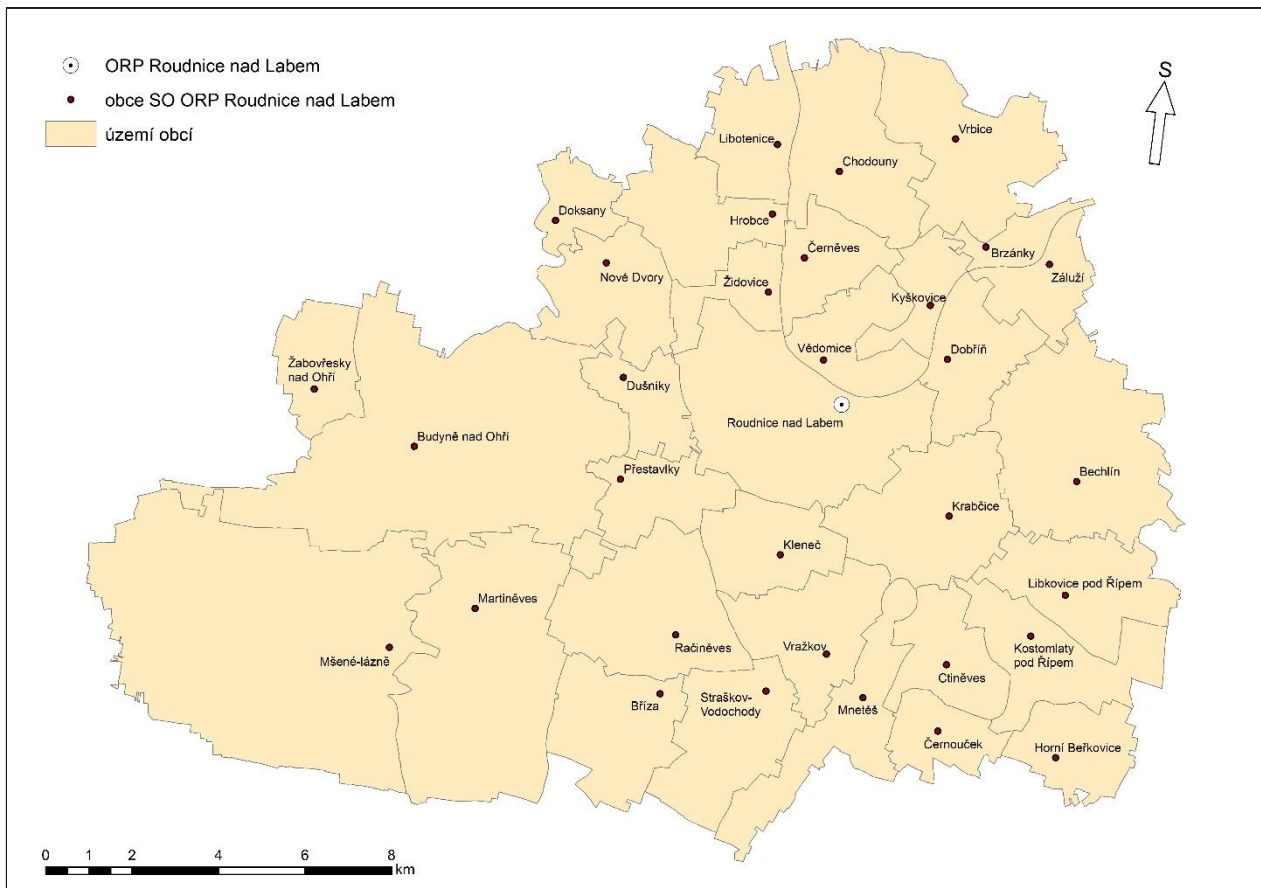 ORP Roudnice nad Labem
obce SO ORP Roudnice nad Labem
území obcí
S
Vrbice
Libotenice
Chodouny
Doksany
Hrobce
Brzánky
Černěves
Záluží
Nové Dvory
Židovice
Kyškovice
Vědomice
Dobříň
Žabovřesky
nad Ohří
Dušníky
Roudnice nad Labem
Budyně nad Ohří
Přestavlky
Bechlín
Krabčice
Kleneč
Libkovice pod Řípem
Martiněves
Račiněves
Vražkov
Kostomlaty
pod Řípem
Mšené-lázně
Ctiněves
Bříza
Straškov-
Vodochody
Mnetěš
Černouček
Horní Beřkovice
0 1 2 4 6 8
km